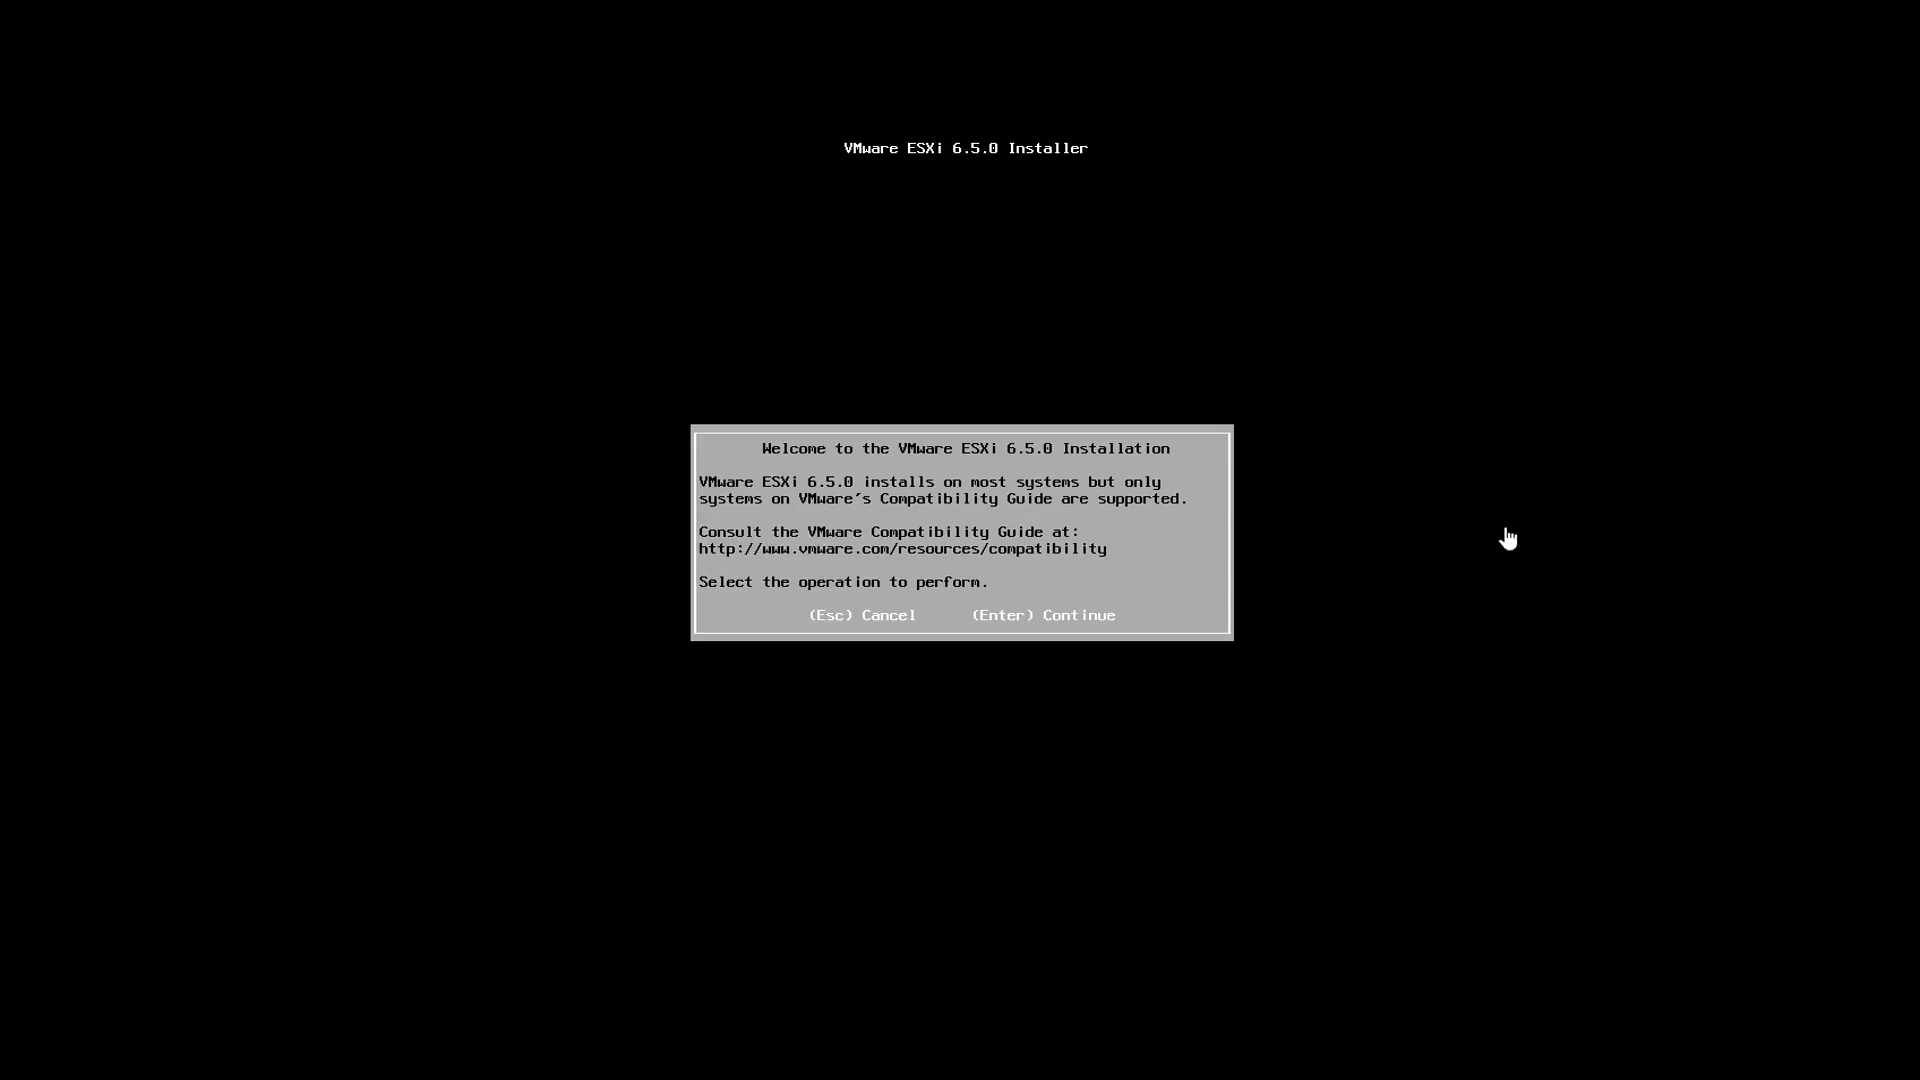 VMware ESXi 6.5.0 Installer
Welcome to the VMware ESXi 6.5.0 Installation
VMware ESXi 6.5.0 installs on most systems but only
systems on VMware's Compatibility Guide are supported.
Consult the VMware Compatibility Guide at:
http://www.vmware.com/resources/compatibility
Select the operation to perform.
(Esc) Cancel (Enter) Continue